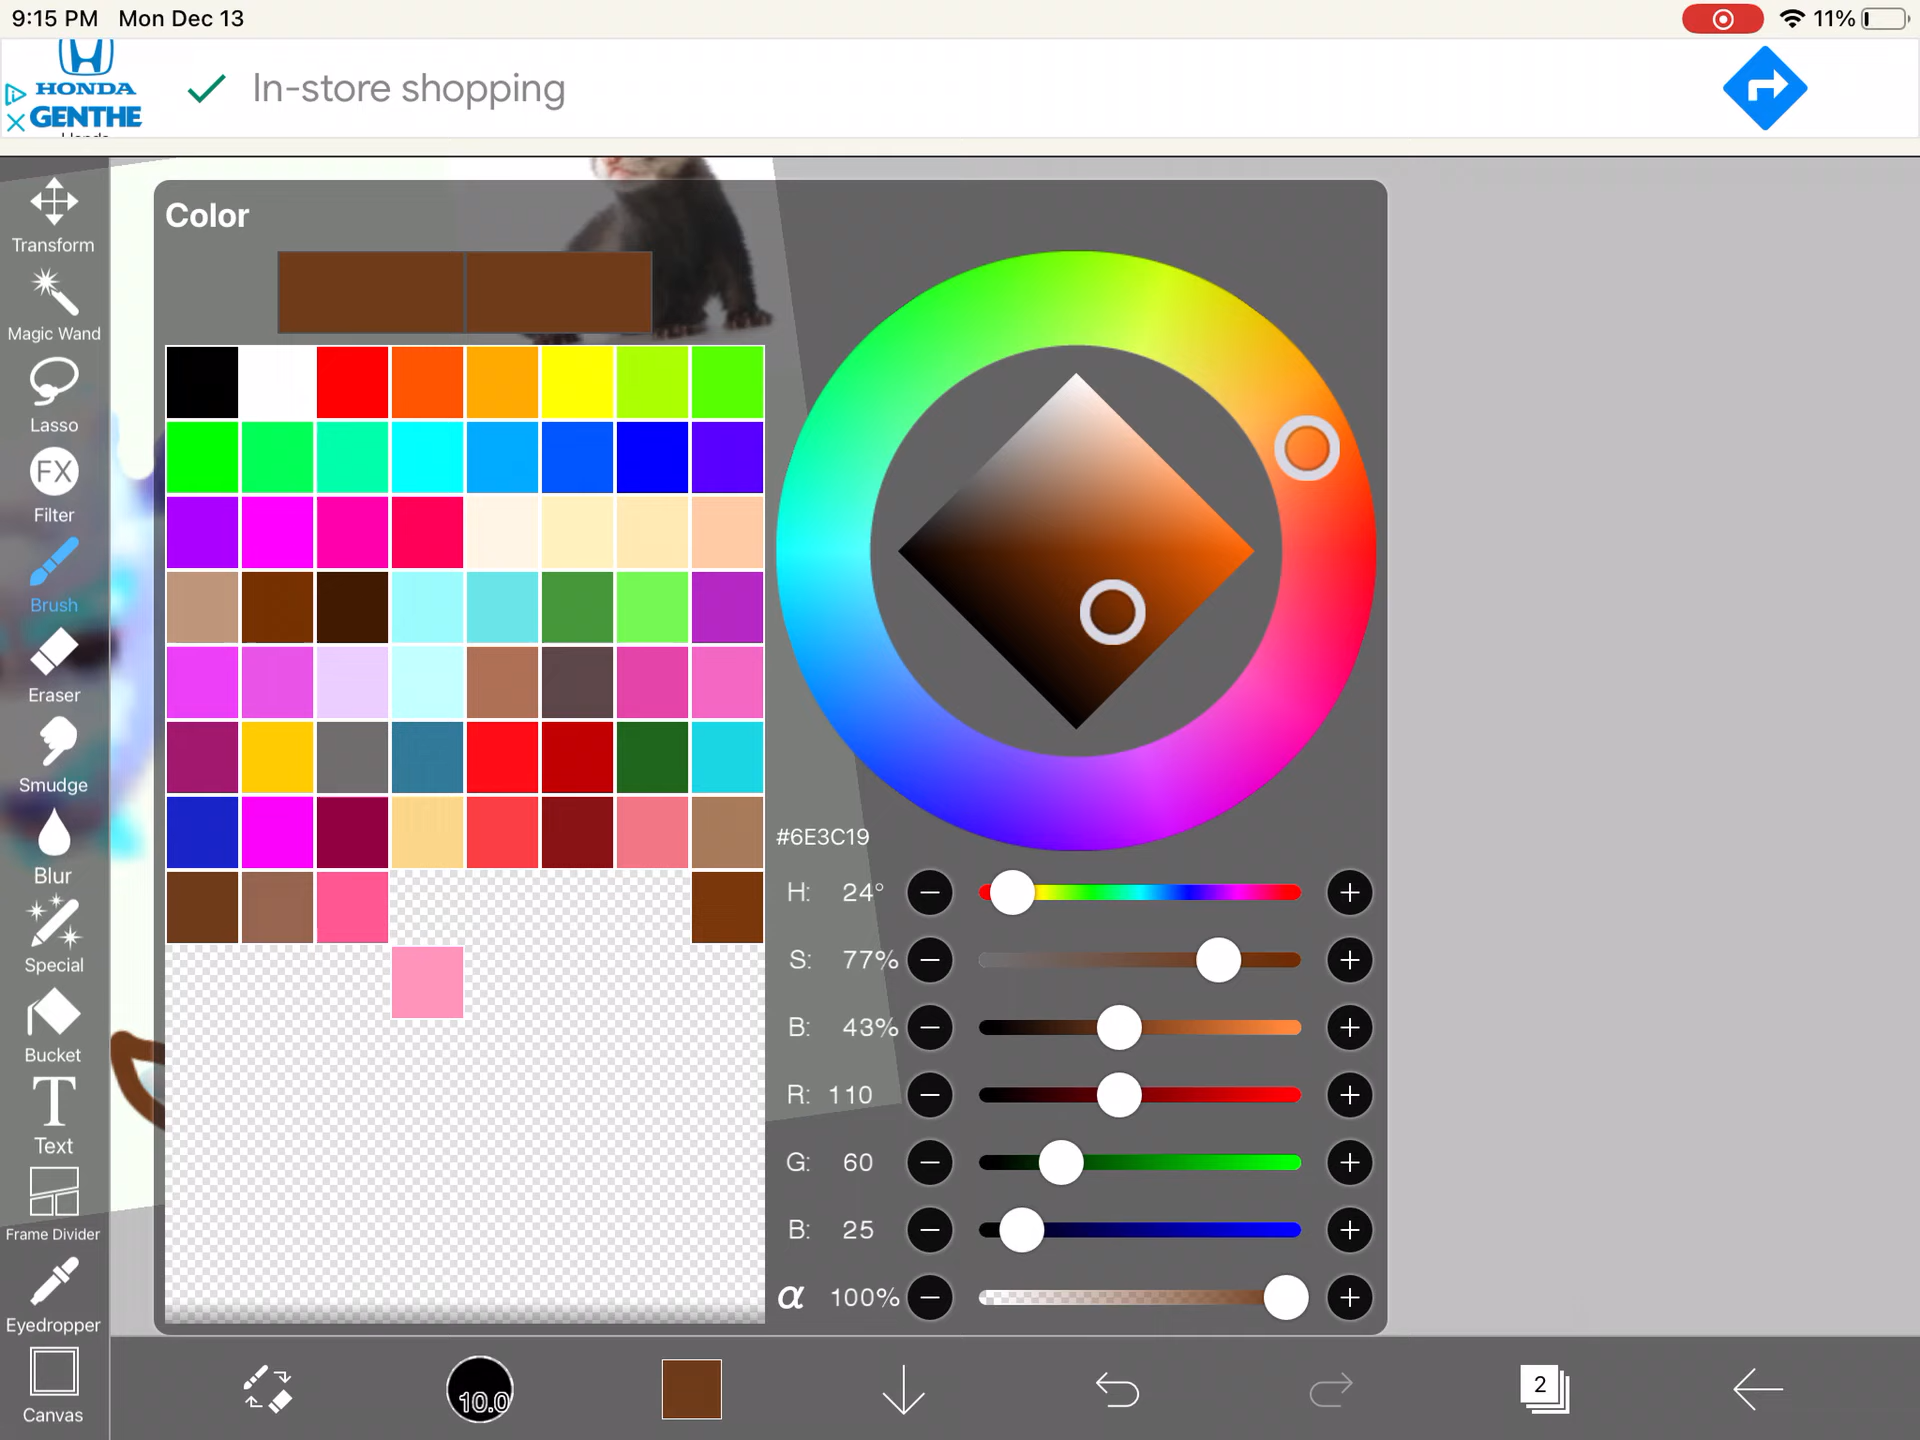 9:15 PM Mon Dec 13
11%
HONDA
GENTHE
In-store shopping
Transform
Magic Wand
Lasso
FX
Filter
Brush
Eraser
Smudge
Blur
Special
Bucket
T
Text
Frame Divider
Eyedropper
Canvas
Color
#6E3C19
H: 24°
S: 77%
B: 43%
R: 110
G: 60
B: 25
α 100%
10.0
2